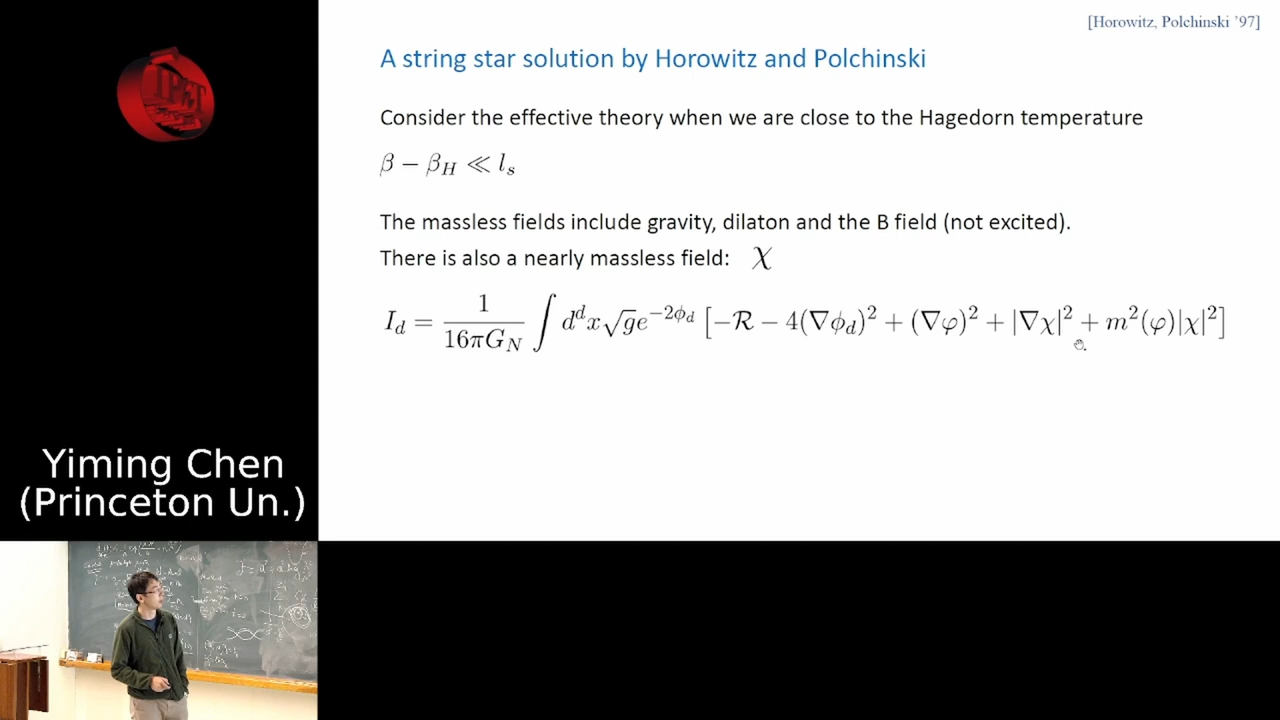 [Horowitz, Polchinski ’97]
A string star solution by Horowitz and Polchinski
Consider the effective theory when we are close to the Hagedorn temperature
β − β_H ≪ l_s
The massless fields include gravity, dilaton and the B field (not excited).
There is also a nearly massless field: χ
I_d = \frac{1}{16πG_N} ∫ d^d x √g e^{−2ϕ_d} [−ℛ − 4(∇ϕ_d)² + (∇φ)² + |∇χ|² + m²(φ)|χ|²]
Yiming Chen
(Princeton Un.)